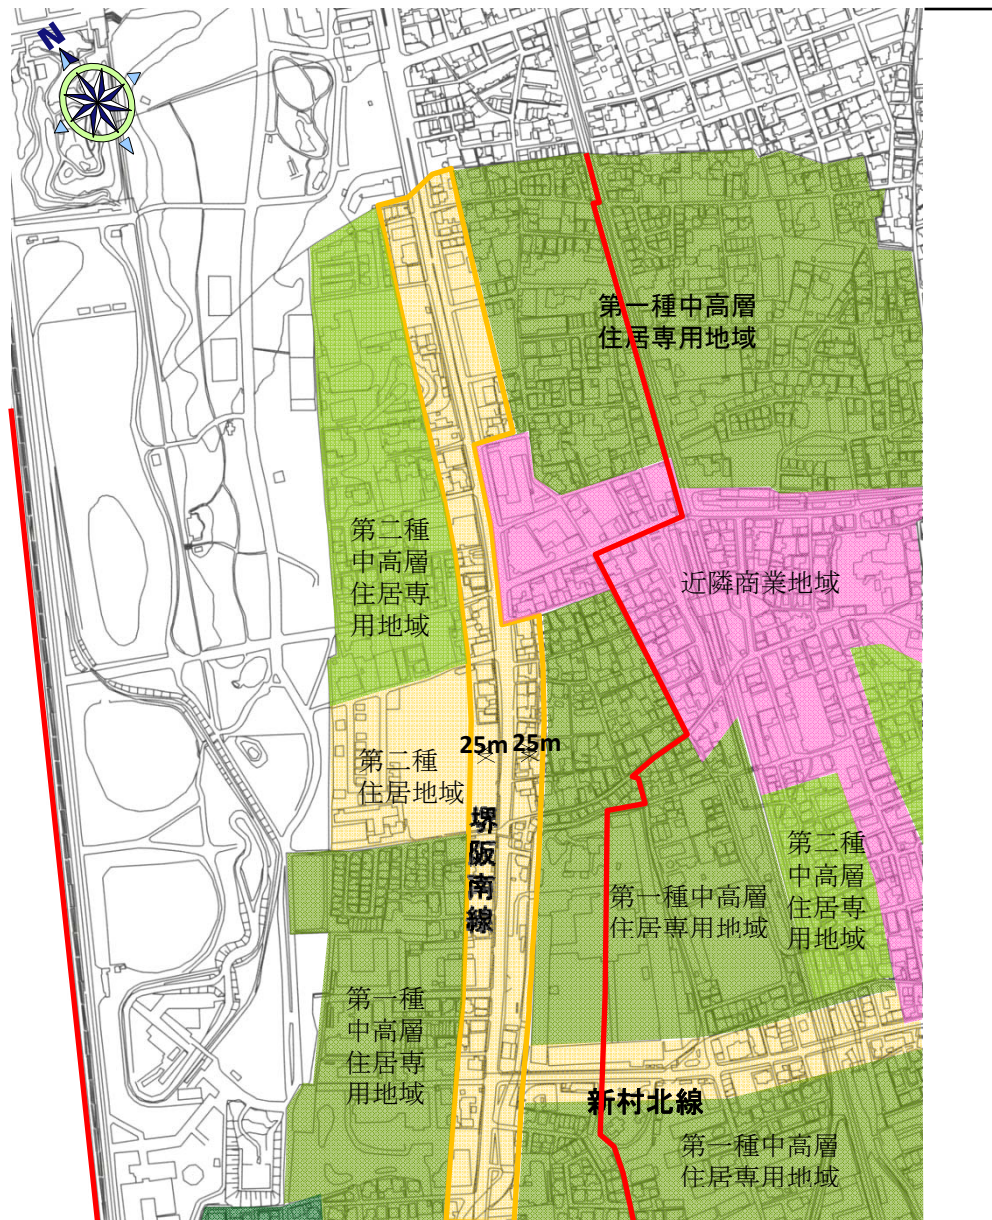 N
第一種中高層
住居専用地域
第二種
中高層
住居専
用地域
近隣商業地域
25m 25m
第二種
住居地域
堺阪南線
第二種
中高層
住居専
用地域
第一種中高層
住居専用地域
第一種
中高層
住居専
用地域
新村北線
第一種中高層
住居専用地域